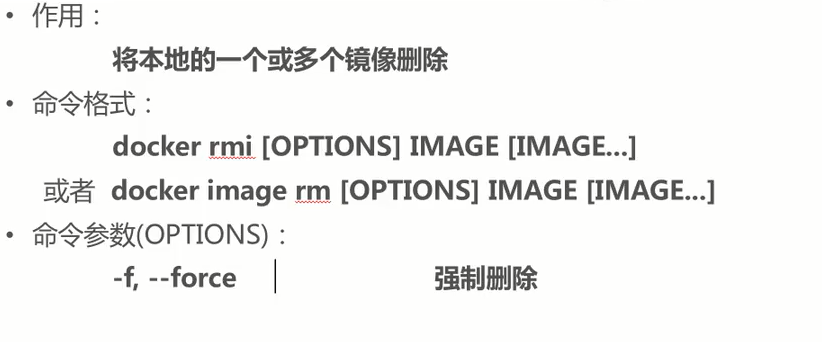 • 作用：
将本地的一个或多个镜像删除
• 命令格式：
docker rmi [OPTIONS] IMAGE [IMAGE...]
或者 docker image rm [OPTIONS] IMAGE [IMAGE...]
• 命令参数(OPTIONS)：
-f, --force 强制删除